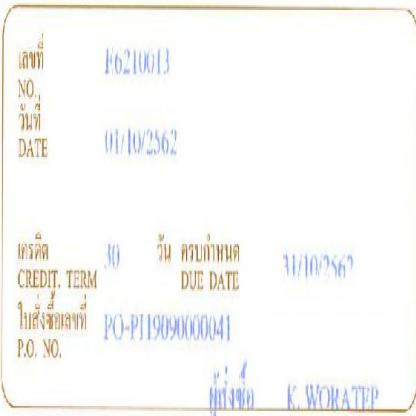 เลขที่ F6210013
NO.
วันที่
DATE 01/10/2562
เครดิต 30 วัน ครบกำหนด 31/10/2562
CREDIT. TERM DUE DATE
ใบสั่งซื้อเลขที่ PO-PI19090000041
P.O. NO.
ผู้สั่งซื้อ K. WORATEP